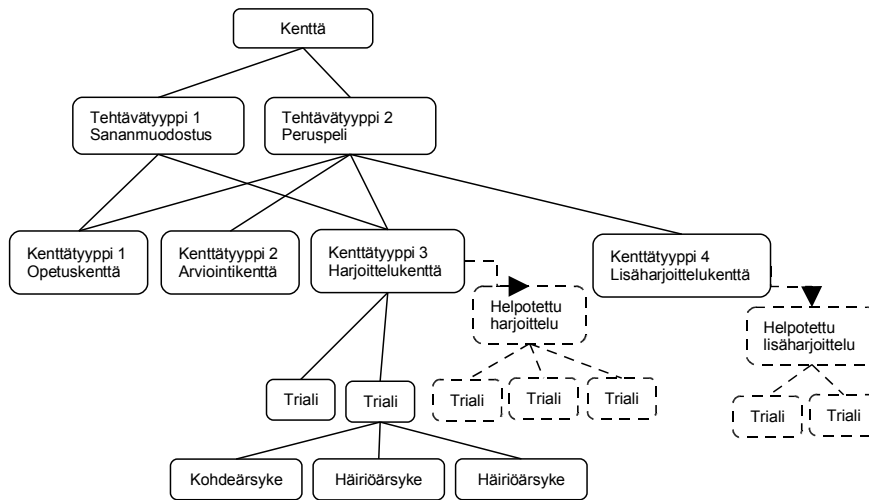 Kenttä
Tehtävätyyppi 1
Sananmuodostus
Tehtävätyyppi 2
Peruspeli
Kenttätyyppi 1
Opetuskenttä
Kenttätyyppi 2
Arviointikenttä
Kenttätyyppi 3
Harjoittelukenttä
Kenttätyyppi 4
Lisäharjoittelukenttä
Helpotettu
harjoittelu
Helpotettu
lisäharjoittelu
Triali
Triali
Triali
Triali
Triali
Triali
Triali
Kohdeärsyke
Häiriöärsyke
Häiriöärsyke